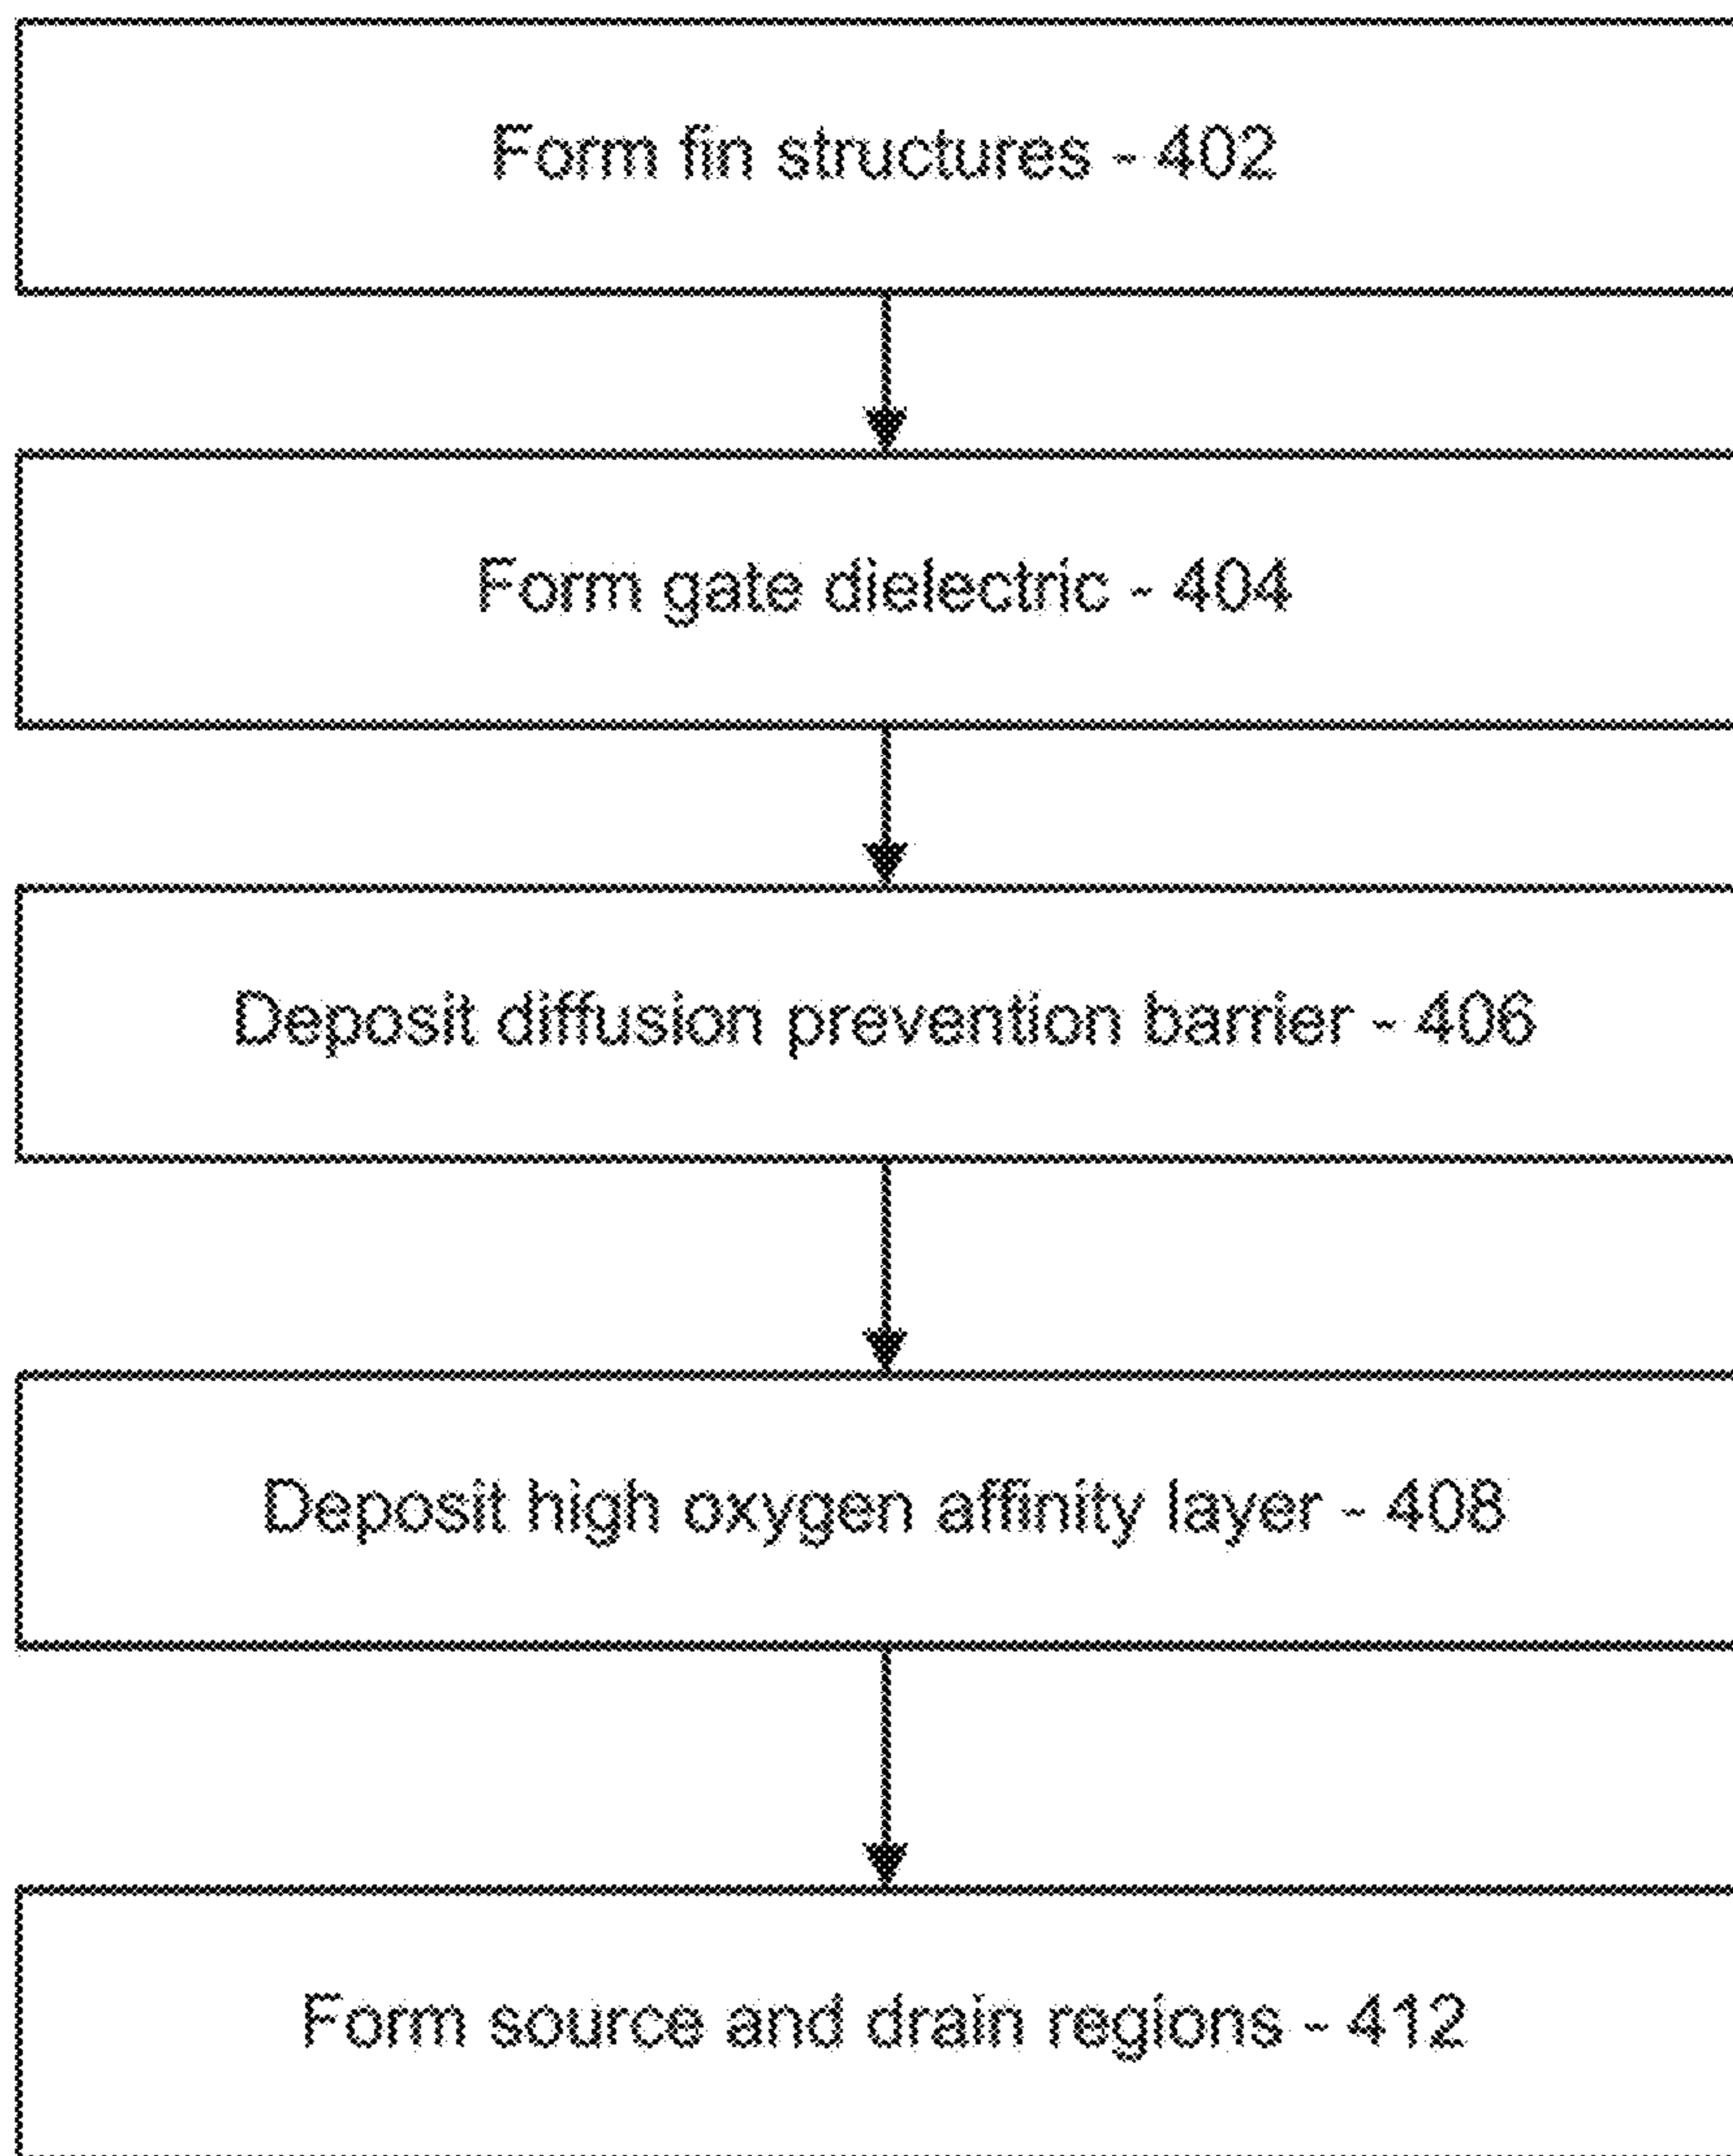 Form fin structures - 402
Form gate dielectric - 404
Deposit diffusion prevention barrier - 406
Deposit high oxygen affinity layer - 408
Form source and drain regions - 412